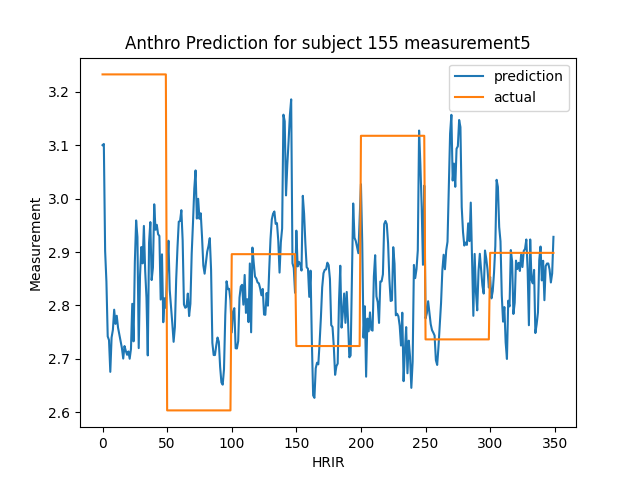 Anthro Prediction for subject 155 measurement5
prediction
actual
Measurement
3.2
3.1
3.0
2.9
2.8
2.7
2.6
0 50 100 150 200 250 300 350
HRIR